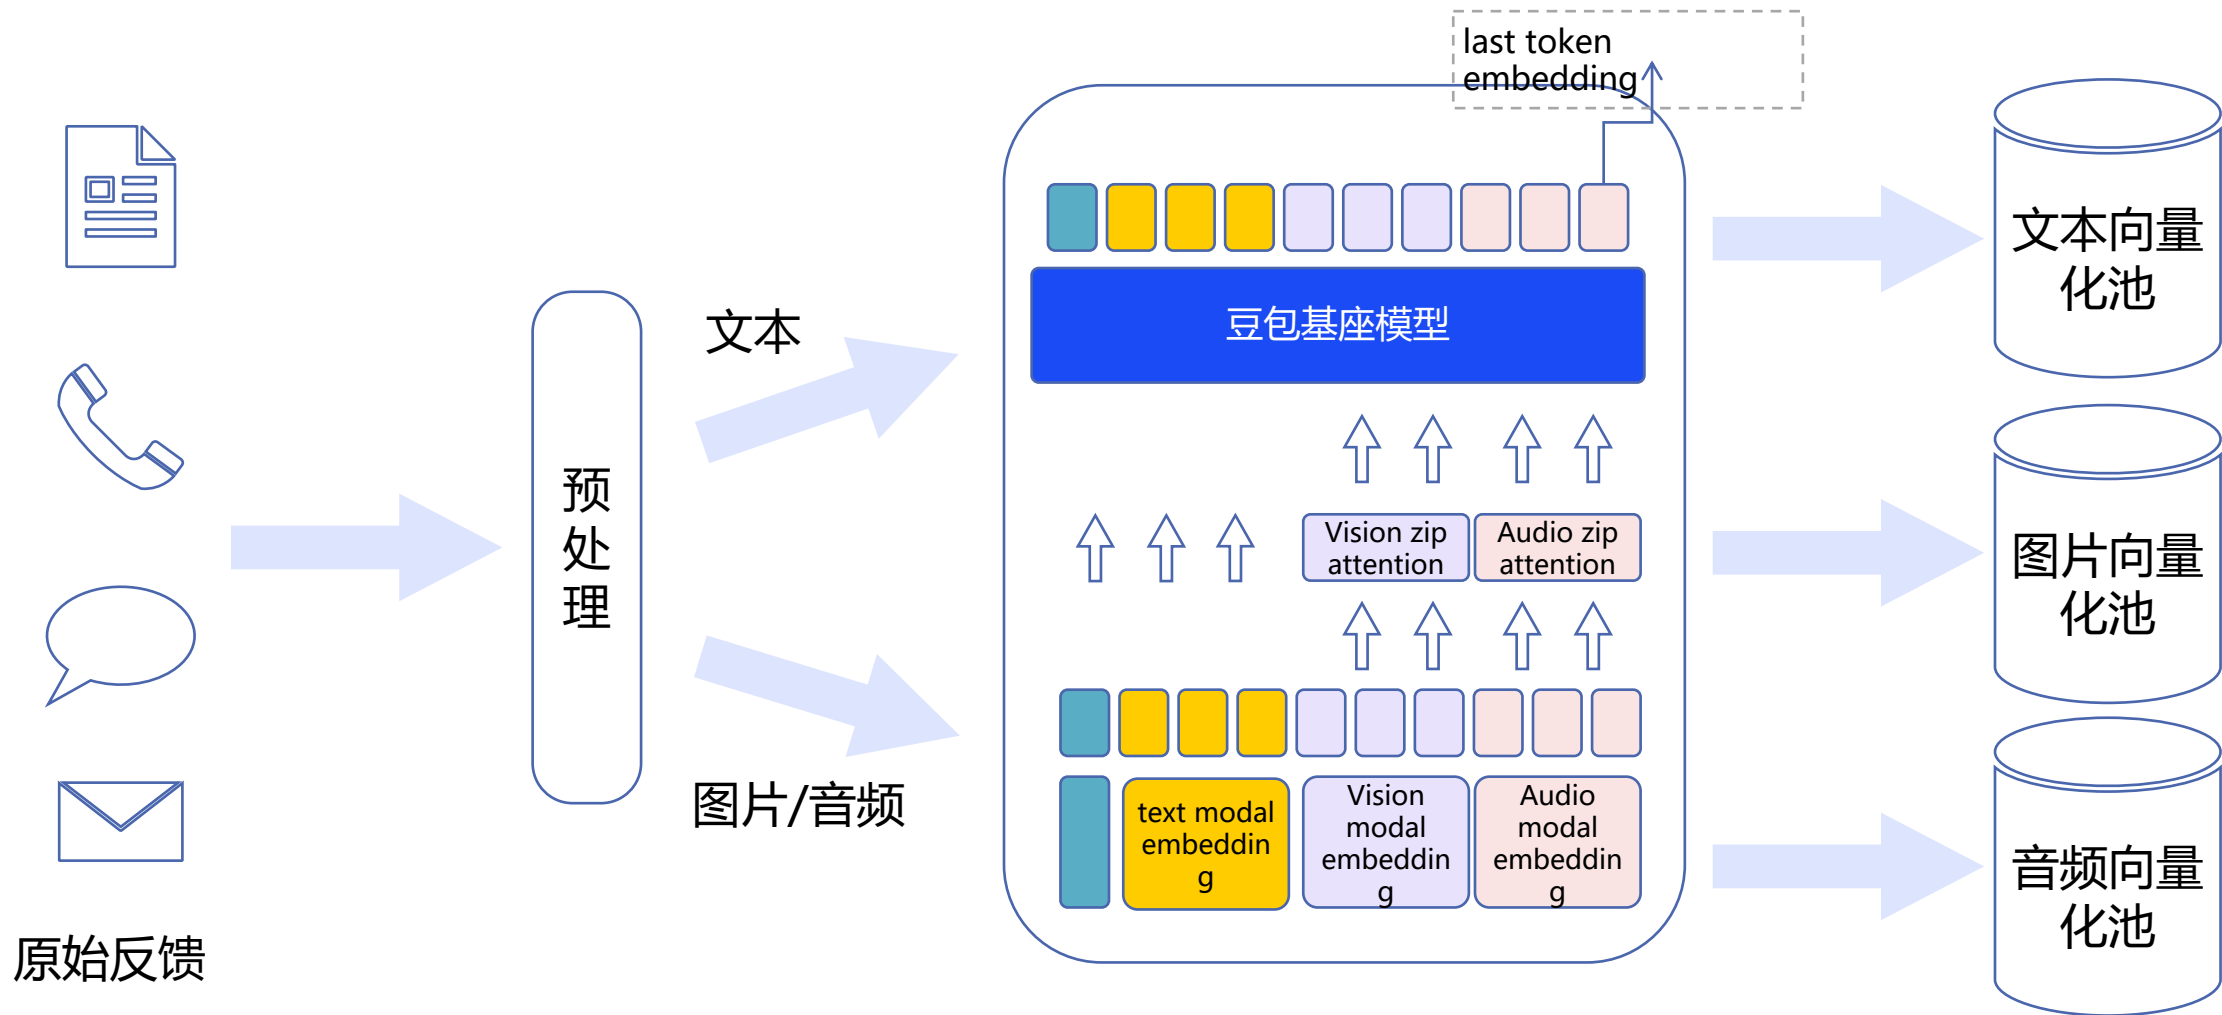 last token
embedding
文本向量
化池
文本
豆包基座模型
预
处
理
Vision zip
attention
Audio zip
attention
图片向量
化池
图片/音频
text modal
embeddin
g
Vision
modal
embeddin
g
Audio
modal
embeddin
g
音频向量
化池
原始反馈